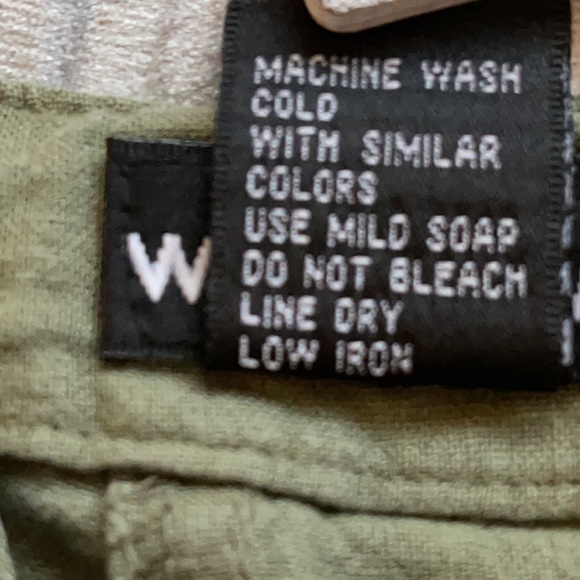 MACHINE WASH
COLD
WITH SIMILAR
COLORS
USE MILD SOAP
DO NOT BLEACH
LINE DRY
LOW IRON
W